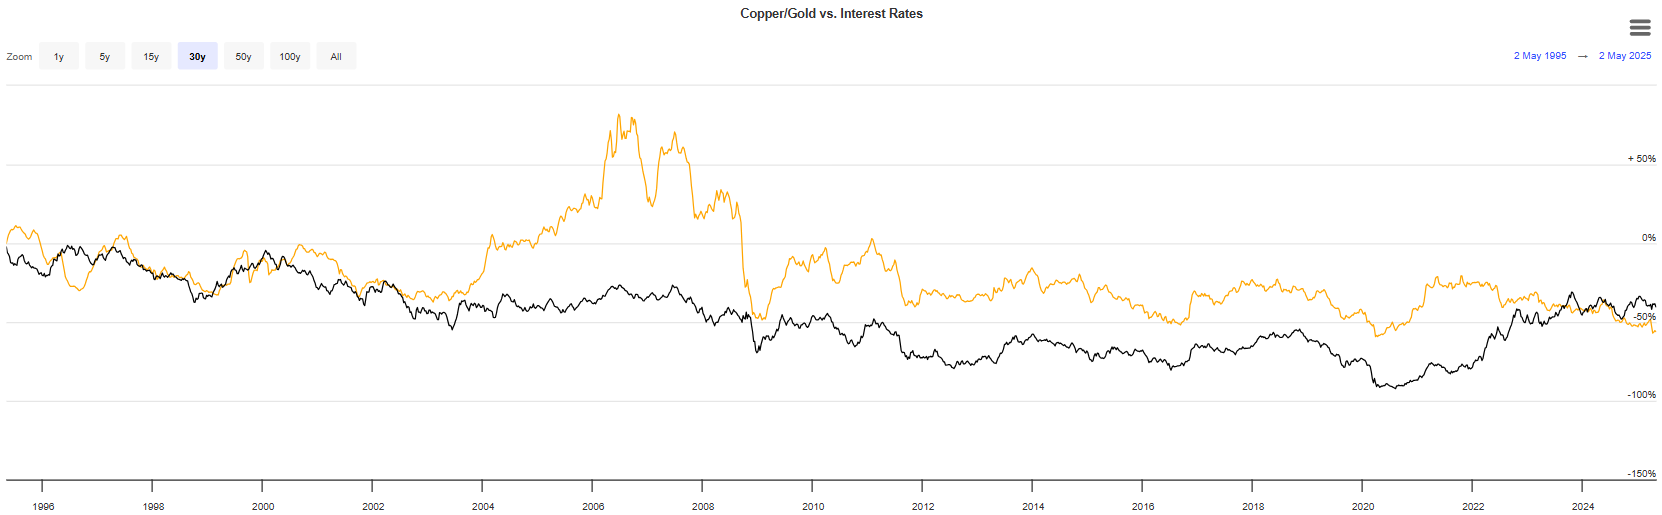 Copper/Gold vs. Interest Rates
Zoom 1y 5y 15y 30y 50y 100y All 2 May 1995 → 2 May 2025
+ 50%
0%
-50%
-100%
-150%
1996 1998 2000 2002 2004 2006 2008 2010 2012 2014 2016 2018 2020 2022 2024